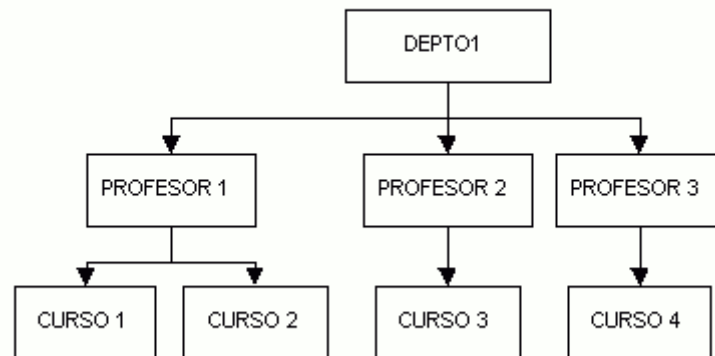 DEPTO1
PROFESOR 1
PROFESOR 2
PROFESOR 3
CURSO 1
CURSO 2
CURSO 3
CURSO 4